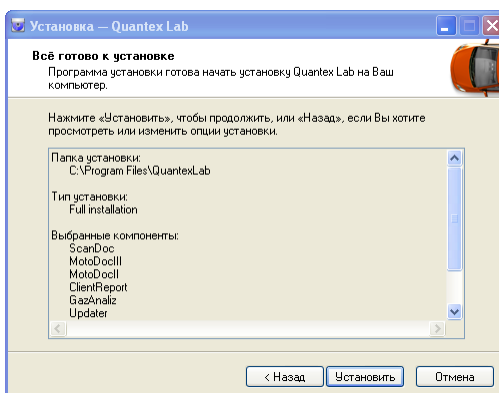 Установка — Quantex Lab
Всё готово к установке
Программа установки готова начать установку Quantex Lab на Ваш
компьютер.
Нажмите «Установить», чтобы продолжить, или «Назад», если Вы хотите
просмотреть или изменить опции установки.
Папка установки:
C:\Program Files\QuantexLab
Тип установки:
Full installation
Выбранные компоненты:
ScanDoc
MotoDocIII
MotoDocII
ClientReport
GazAnaliz
Updater
< Назад
Установить
Отмена